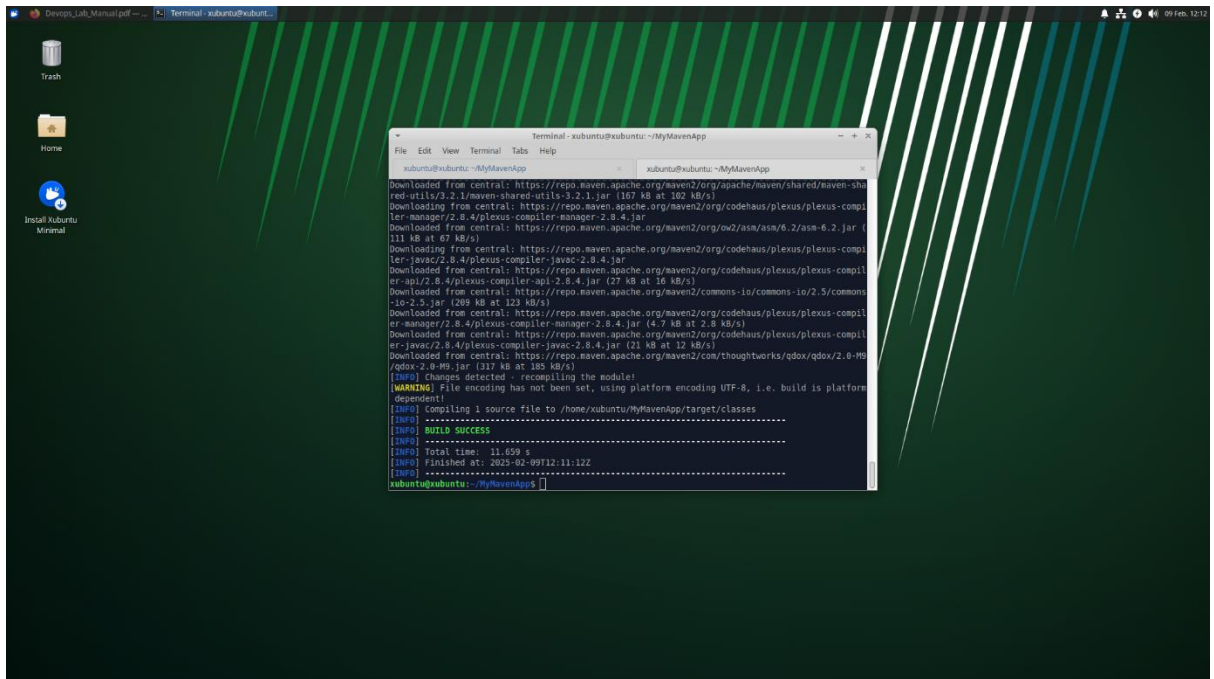 Devops_Lab_Manual.pdf — ...
Terminal - xubuntu@xubunt...
09 Feb, 12:12
Trash
Home
Install Xubuntu
Minimal
Terminal - xubuntu@xubuntu: ~/MyMavenApp
File Edit View Terminal Tabs Help
xubuntu@xubuntu: ~/MyMavenApp
xubuntu@xubuntu: ~/MyMavenApp
Downloaded from central: https://repo.maven.apache.org/maven2/org/apache/maven/shared/maven-sha
red-utils/3.2.1/maven-shared-utils-3.2.1.jar (167 kB at 102 kB/s)
Downloading from central: https://repo.maven.apache.org/maven2/org/codehaus/plexus/plexus-compi
ler-manager/2.8.4/plexus-compiler-manager-2.8.4.jar
Downloaded from central: https://repo.maven.apache.org/maven2/org/ow2/asm/asm/6.2/asm-6.2.jar (
111 kB at 67 kB/s)
Downloading from central: https://repo.maven.apache.org/maven2/org/codehaus/plexus/plexus-compi
ler-javac/2.8.4/plexus-compiler-javac-2.8.4.jar
Downloaded from central: https://repo.maven.apache.org/maven2/org/codehaus/plexus/plexus-compil
er-api/2.8.4/plexus-compiler-api-2.8.4.jar (27 kB at 16 kB/s)
Downloaded from central: https://repo.maven.apache.org/maven2/commons-io/commons-io/2.5/commons
-io-2.5.jar (209 kB at 123 kB/s)
Downloaded from central: https://repo.maven.apache.org/maven2/org/codehaus/plexus/plexus-compil
er-manager/2.8.4/plexus-compiler-manager-2.8.4.jar (4.7 kB at 2.8 kB/s)
Downloaded from central: https://repo.maven.apache.org/maven2/org/codehaus/plexus/plexus-compil
er-javac/2.8.4/plexus-compiler-javac-2.8.4.jar (21 kB at 12 kB/s)
Downloaded from central: https://repo.maven.apache.org/maven2/com/thoughtworks/qdox/qdox/2.0-M9
/qdox-2.0-M9.jar (317 kB at 185 kB/s)
[INFO] Changes detected - recompiling the module!
[WARNING] File encoding has not been set, using platform encoding UTF-8, i.e. build is platform
dependent!
[INFO] Compiling 1 source file to /home/xubuntu/MyMavenApp/target/classes
[INFO] ------------------------------------------------------------------------
[INFO] BUILD SUCCESS
[INFO] ------------------------------------------------------------------------
[INFO] Total time:  11.659 s
[INFO] Finished at: 2025-02-09T12:11:12Z
[INFO] ------------------------------------------------------------------------
xubuntu@xubuntu:~/MyMavenApp$